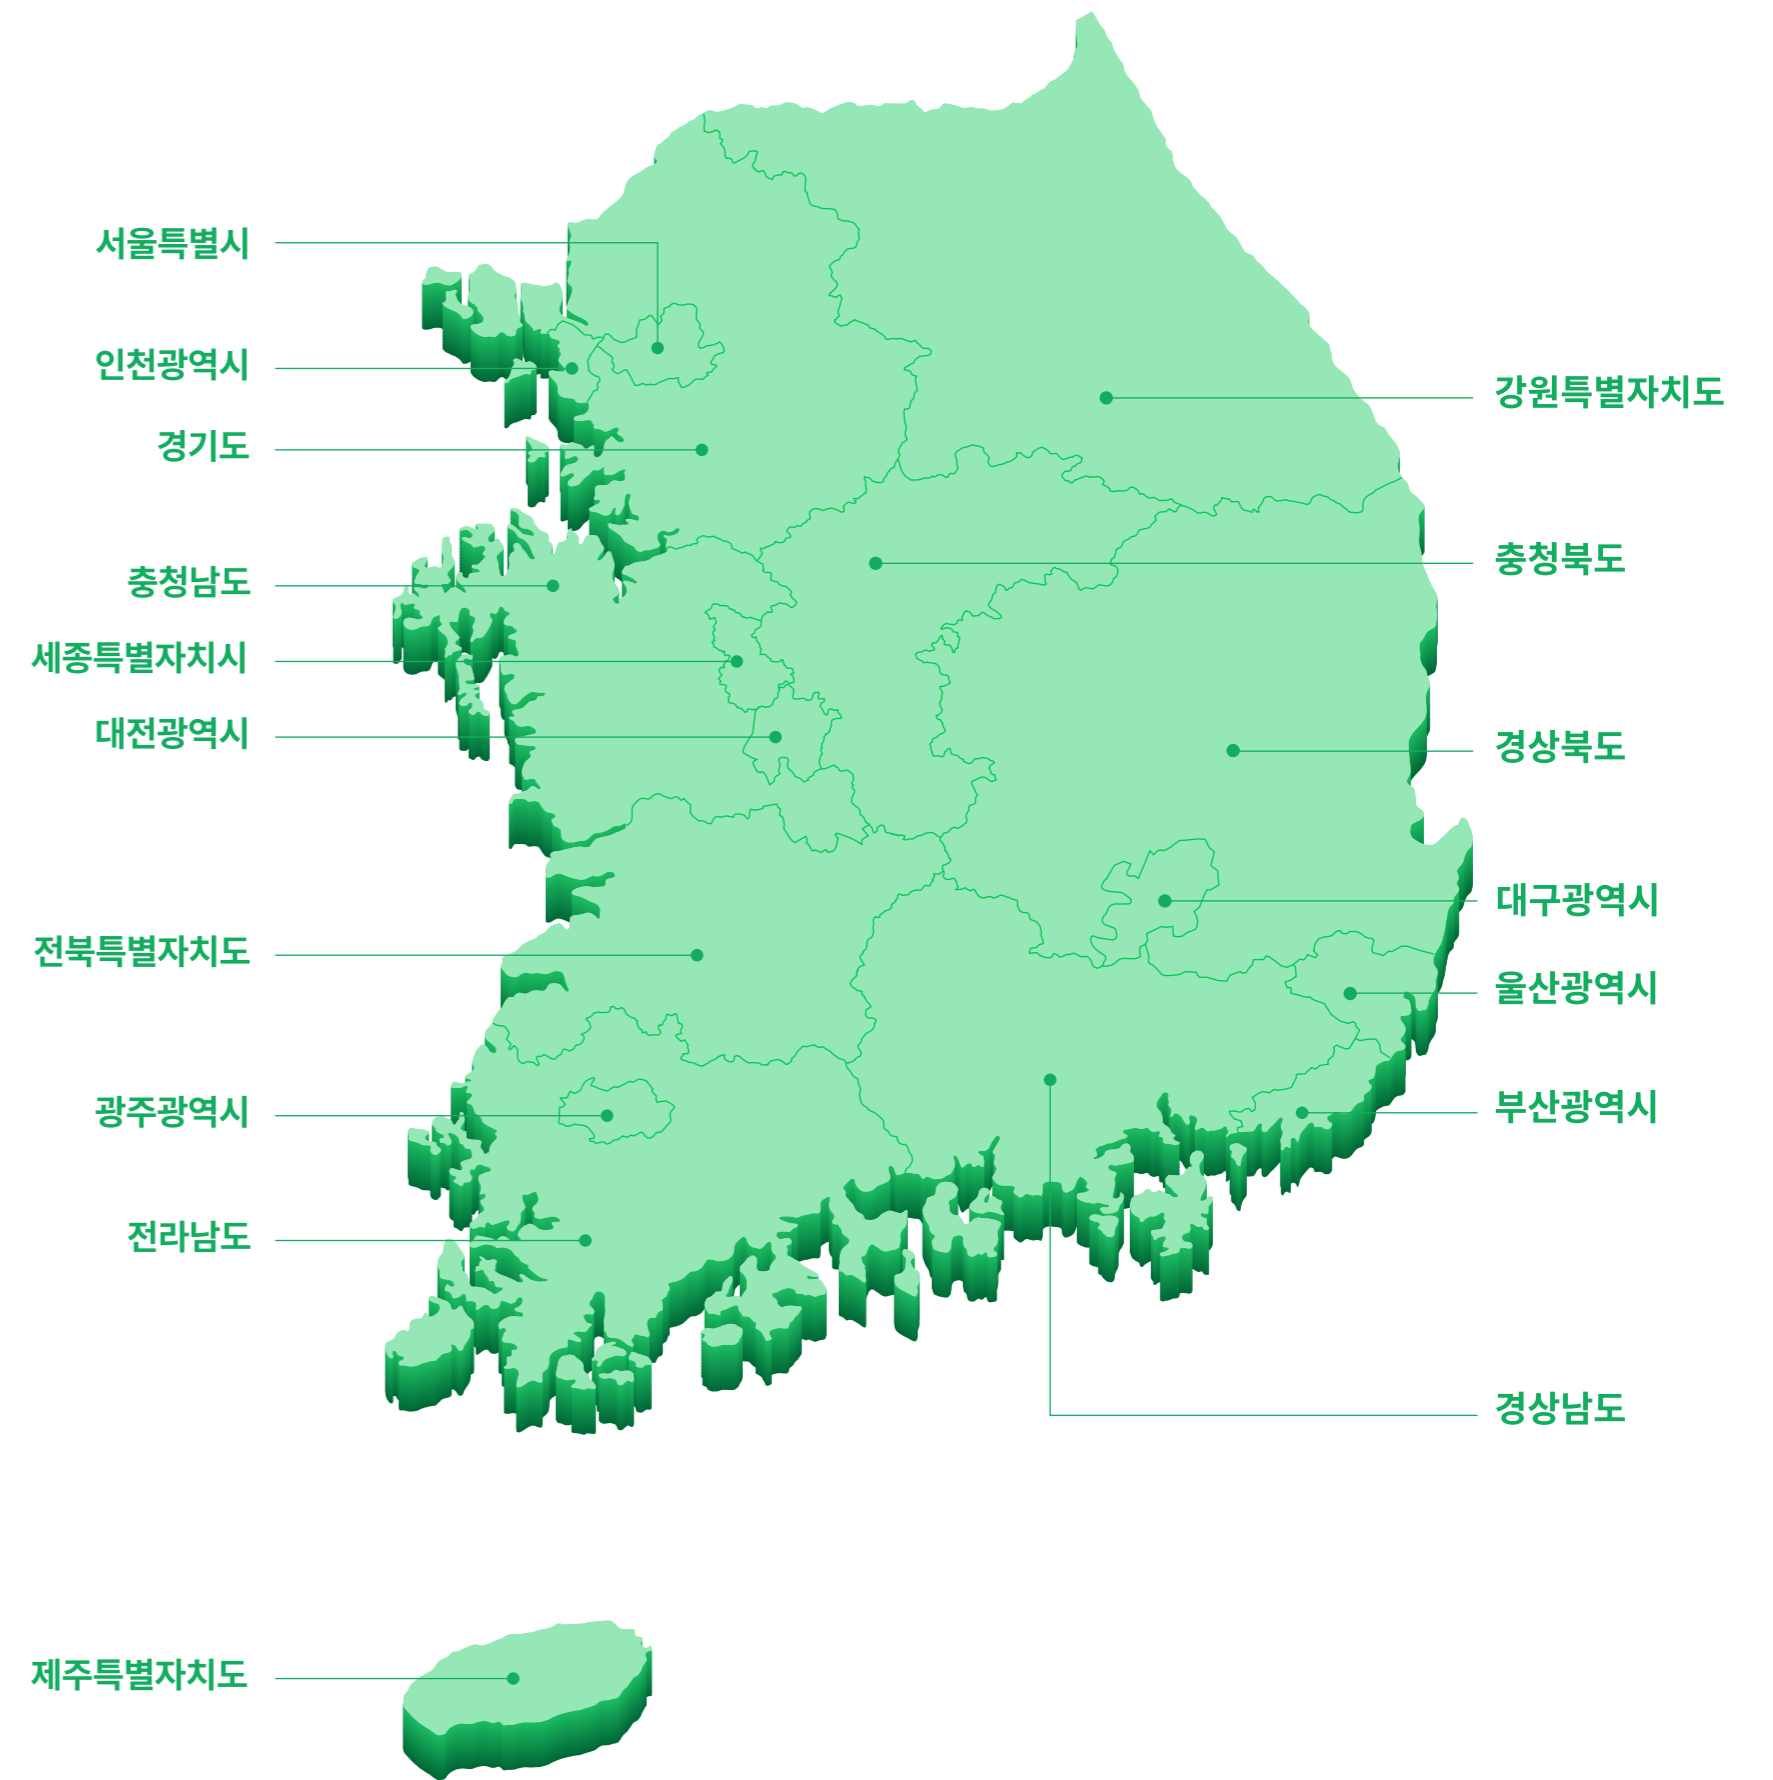 서울특별시
인천광역시
경기도
충청남도
세종특별자치시
대전광역시
전북특별자치도
광주광역시
전라남도
제주특별자치도
강원특별자치도
충청북도
경상북도
대구광역시
울산광역시
부산광역시
경상남도